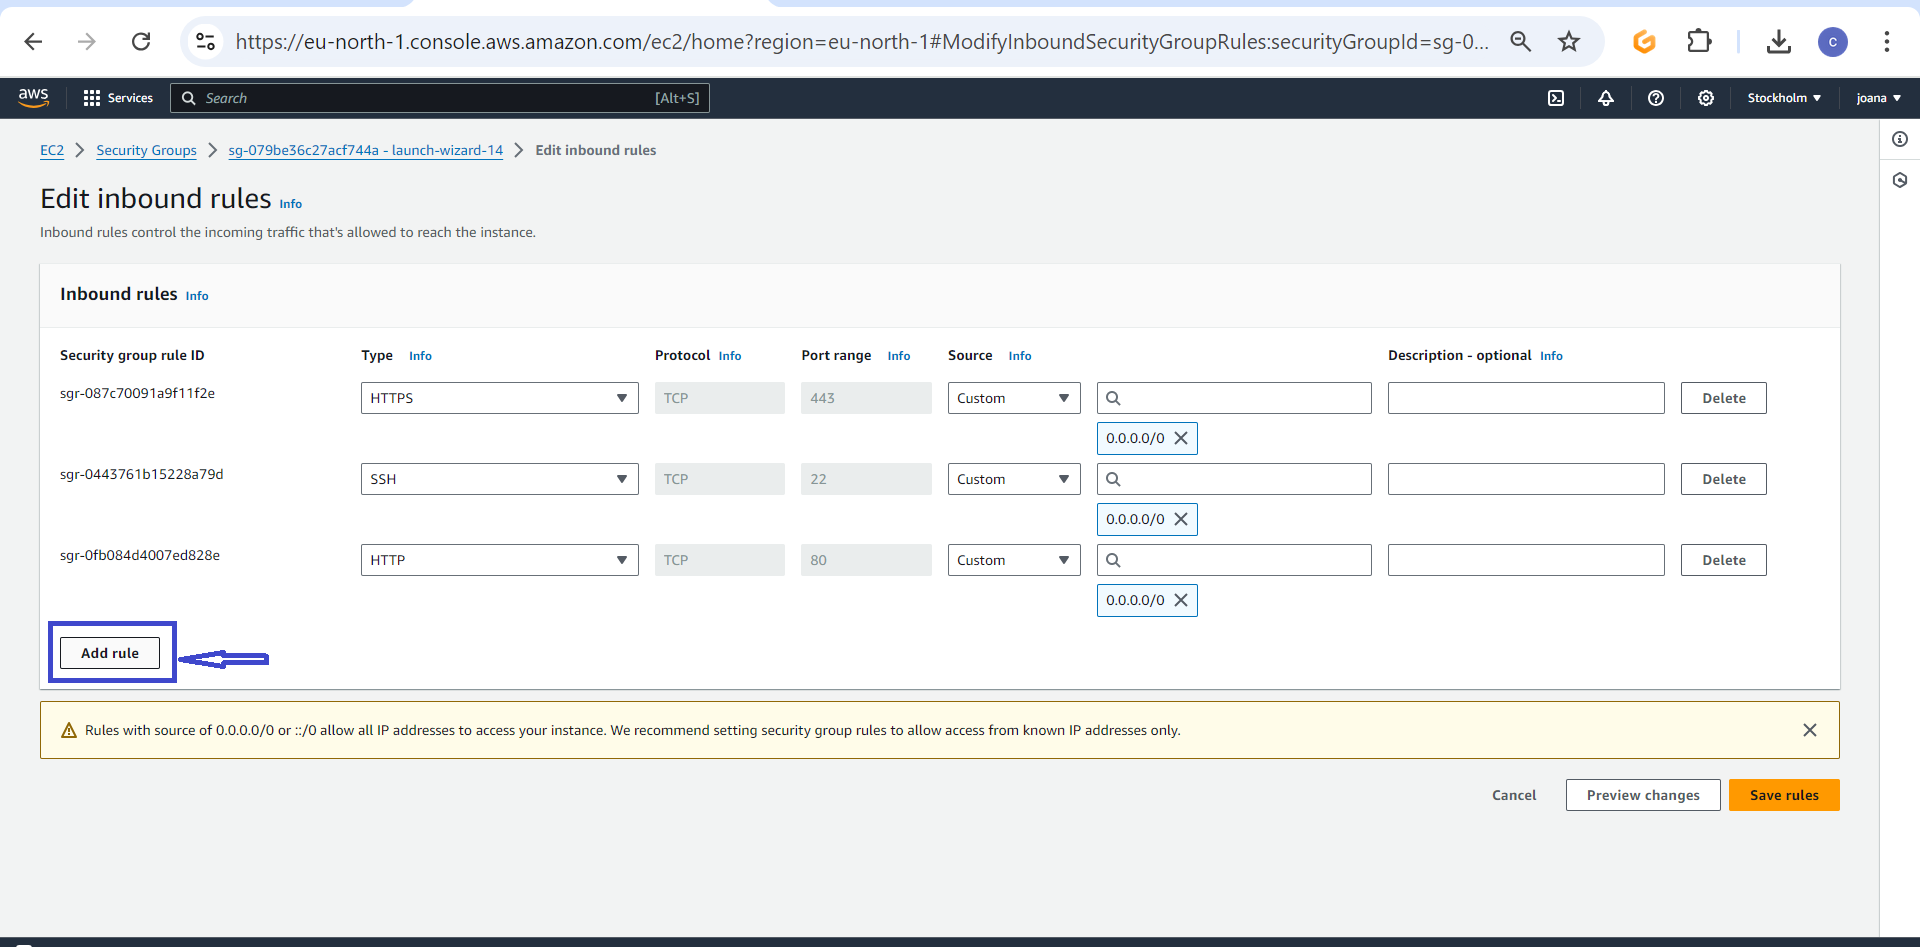 https://eu-north-1.console.aws.amazon.com/ec2/home?region=eu-north-1#ModifyInboundSecurityGroupRules:securityGroupId=sg-0...
C
aws Services Search [Alt+S] Stockholm joana
EC2 Security Groups sg-079be36c27acf744a - launch-wizard-14 Edit inbound rules
Edit inbound rules Info
Inbound rules control the incoming traffic that's allowed to reach the instance.
Inbound rules Info
Security group rule ID Type Info Protocol Info Port range Info Source Info Description - optional Info
sgr-087c70091a9f11f2e HTTPS TCP 443 Custom Delete
0.0.0.0/0
sgr-0443761b15228a79d SSH TCP 22 Custom Delete
0.0.0.0/0
sgr-0fb084d4007ed828e HTTP TCP 80 Custom Delete
0.0.0.0/0
Add rule
Rules with source of 0.0.0.0/0 or ::/0 allow all IP addresses to access your instance. We recommend setting security group rules to allow access from known IP addresses only.
Cancel Preview changes Save rules